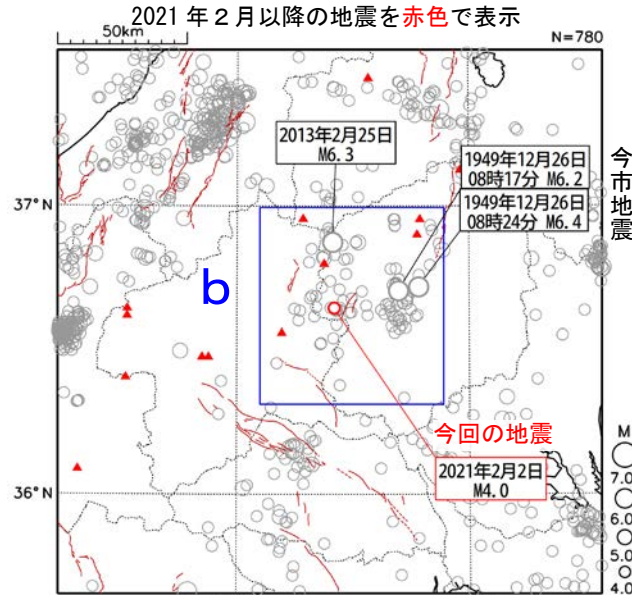 2021年２月以降の地震を赤色で表示
50km
N=780
2013年2月25日
M6.3
1949年12月26日
08時17分 M6.2
1949年12月26日
08時24分 M6.4
今市地震
37°N
b
今回の地震
2021年2月2日
M4.0
36°N
M
7.0
6.0
5.0
4.0